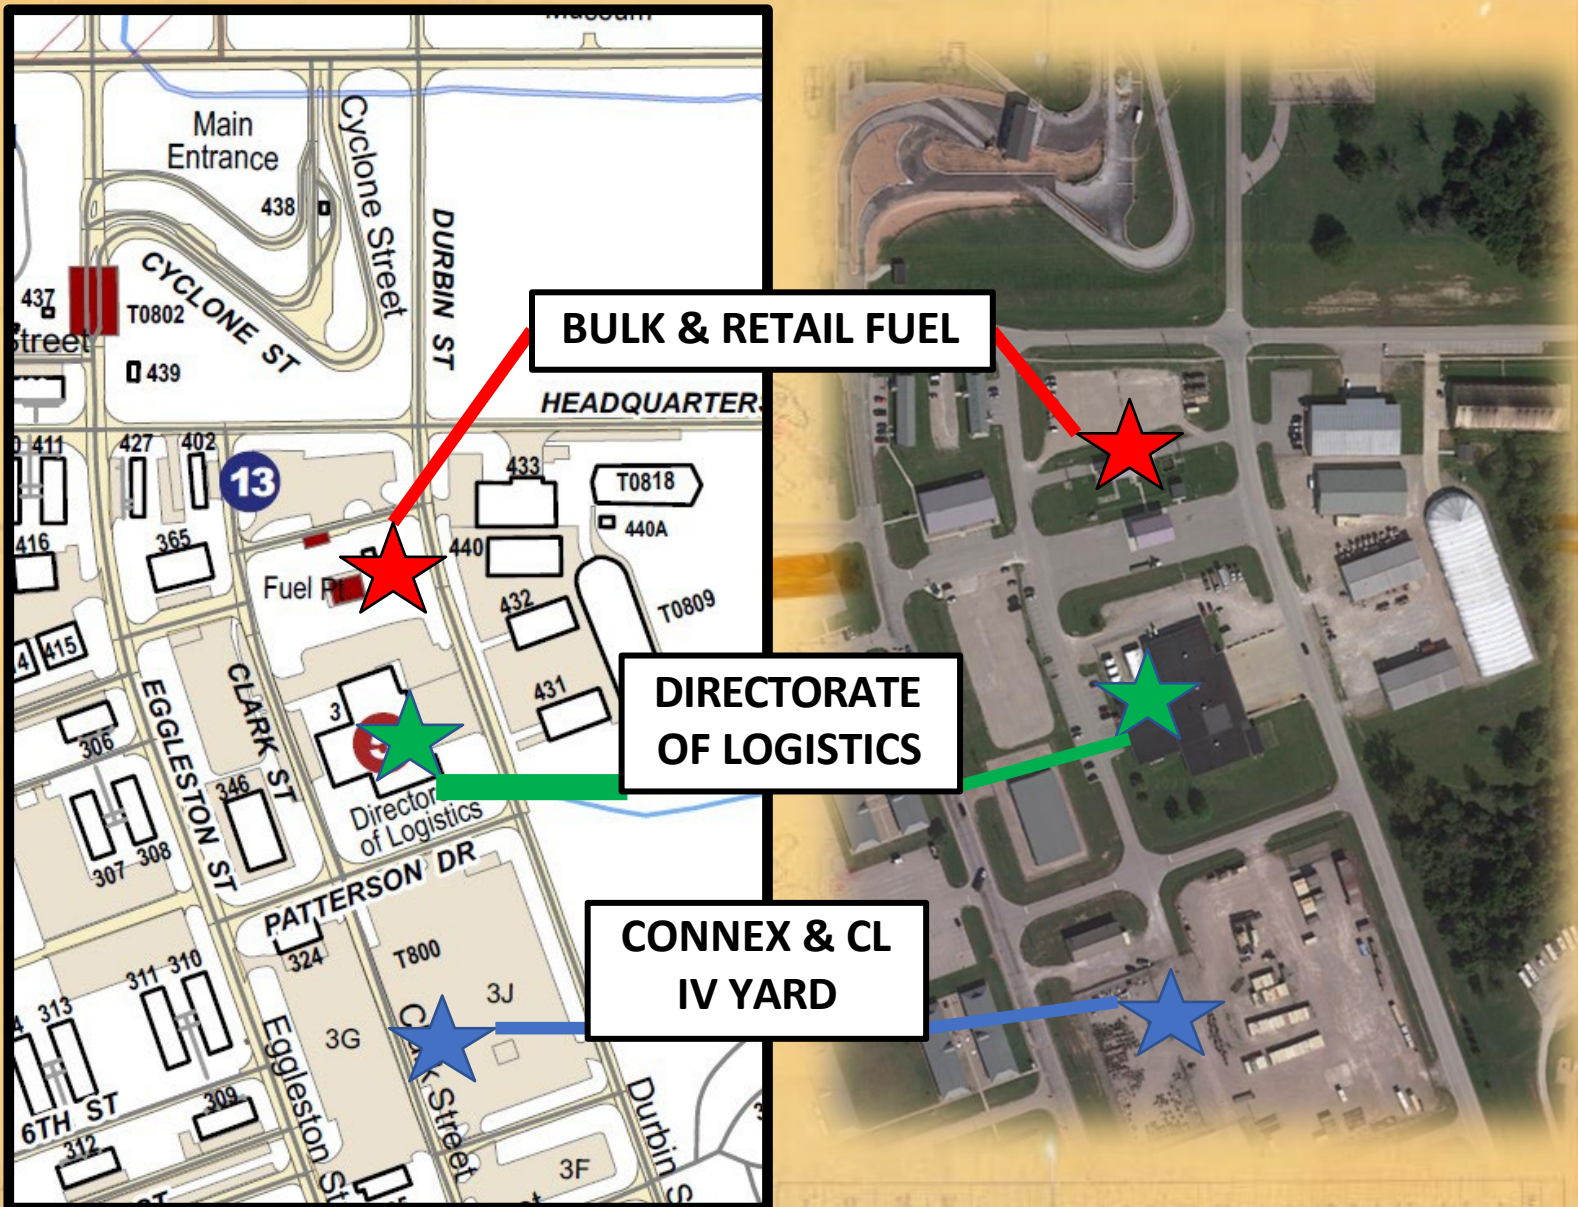 Main
Entrance
438
Cyclone Street
DURBIN ST
437
T0802
CYCLONE ST
Street
439
BULK & RETAIL FUEL
HEADQUARTERS
411
427
402
13
433
T0818
440A
416
365
440
Fuel Pt
432
T0809
415
CLARK ST
EGGLESTON ST
3
431
DIRECTORATE
OF LOGISTICS
306
346
307
308
of Logistics
PATTERSON DR
324
T800
CONNEX & CL
IV YARD
311
310
313
3J
3G
Eggleston St
Street
Durbin S
6TH ST
309
312
3F
ST